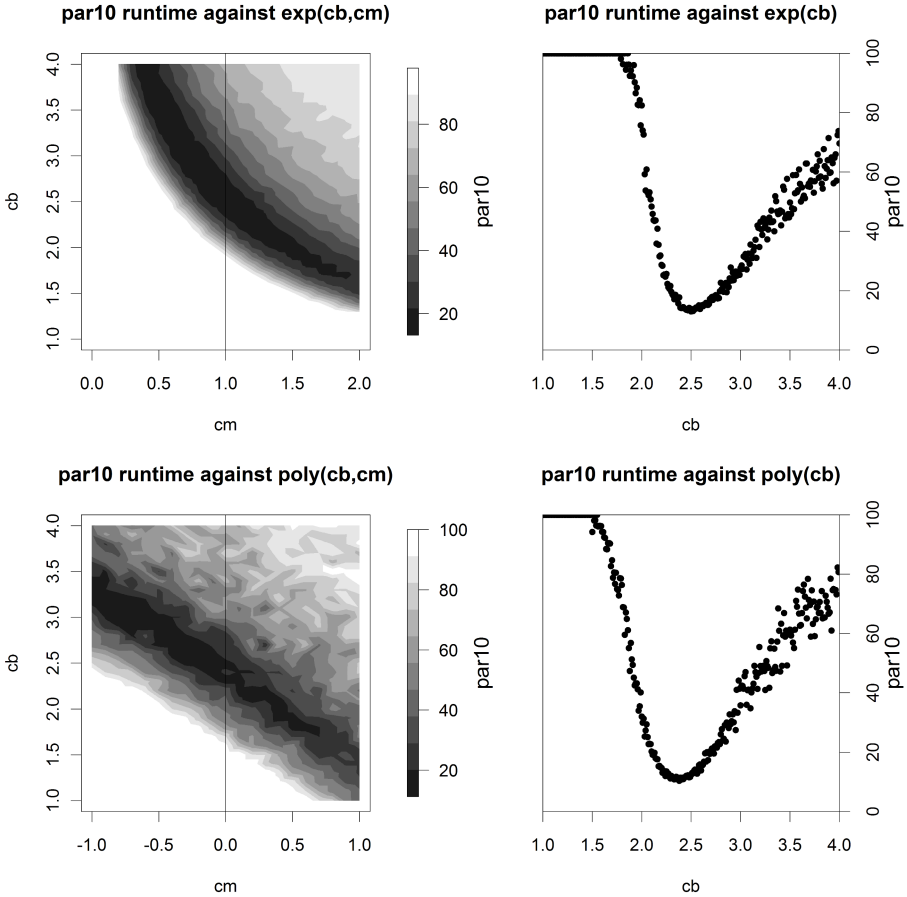 par10 runtime against exp(cb,cm)
4.0
3.5
3.0
2.5
2.0
1.5
1.0
cb
0.0 0.5 1.0 1.5 2.0
cm
80
60
40
20
par10
par10 runtime against exp(cb)
100
80
60
40
20
0
par10
1.0 1.5 2.0 2.5 3.0 3.5 4.0
cb
par10 runtime against poly(cb,cm)
4.0
3.5
3.0
2.5
2.0
1.5
1.0
cb
-1.0 -0.5 0.0 0.5 1.0
cm
100
80
60
40
20
par10
par10 runtime against poly(cb)
100
80
60
40
20
0
par10
1.0 1.5 2.0 2.5 3.0 3.5 4.0
cb